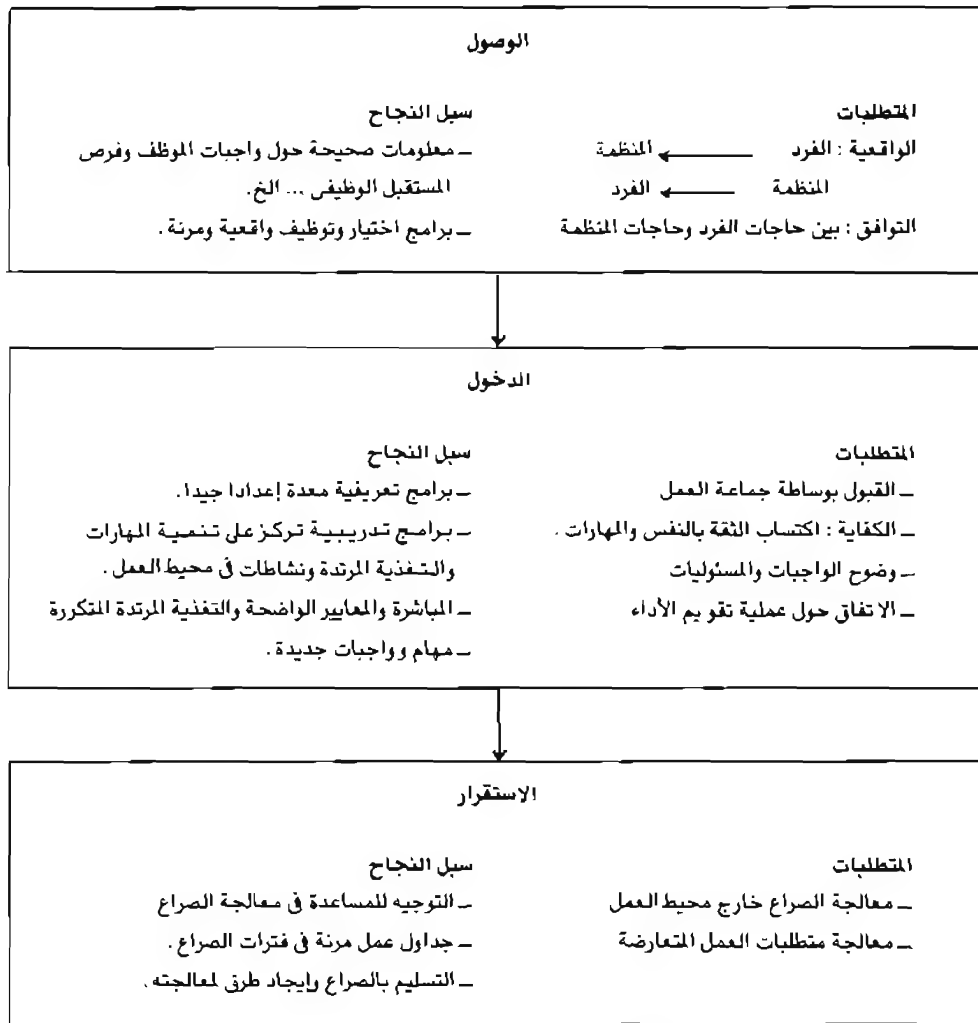 الوصول
المتطلبات
الواقعية : الفرد ← المنظمة
المنظمة ← الفرد
التوافق : بين حاجات الفرد وحاجات المنظمة
سبل النجاح
ـ معلومات صحيحة حول واجبات الموظف وفرص
المستقبل الوظيفى ... الخ.
ـ برامج اختيار وتوظيف واقعية ومرنة .
الدخول
المتطلبات
ـ القبول بوساطة جماعة العمل
ـ الكفاية : اكتساب الثقة بالنفس والمهارات .
ـ وضوح الواجبات والمسئوليات
ـ الاتفاق حول عملية تقويم الأداء
سبل النجاح
ـ برامج تعريفية معدة إعدادا جيدا.
ـ برامج تدريبية تركز على تنمية المهارات
والتغذية المرتدة ونشاطات فى محيط العمل .
ـ المباشرة والمعايير الواضحة والتغذية المرتدة المتكررة
ـ مهام وواجبات جديدة .
الاستقرار
المتطلبات
ـ معالجة الصراع خارج محيط العمل
ـ معالجة متطلبات العمل المتعارضة
سبل النجاح
ـ التوجيه للمساعدة فى معالجة الصراع
ـ جداول عمل مرنة فى فترات الصراع .
ـ التسليم بالصراع وإيجاد طرق لمعالجته .